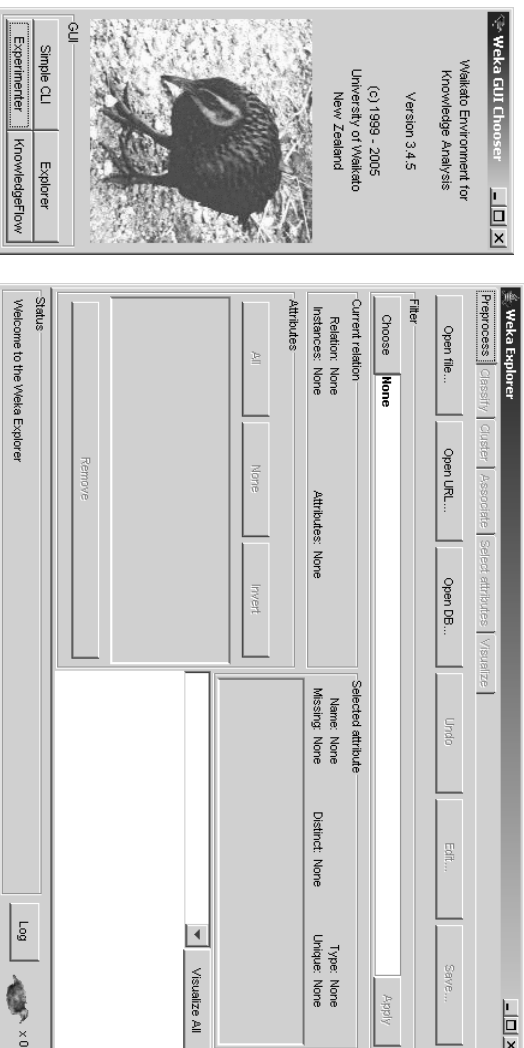 Weka GUI Chooser
Waikato Environment for
Knowledge Analysis
Version 3.4.5
(c) 1999 - 2005
University of Waikato
New Zealand
GUI
Simple CLI Explorer
Experimenter KnowledgeFlow
Weka Explorer
Preprocess Classify Cluster Associate Select attributes Visualize
Open file... Open URL... Open DB... Undo Edit... Save...
Filter
Choose None Apply
Current relation
Relation: None
Instances: None Attributes: None
Attributes
All None Invert
Remove
Selected attribute
Name: None Type: None
Missing: None Distinct: None Unique: None
Visualize All
Status
Welcome to the Weka Explorer
Log x 0